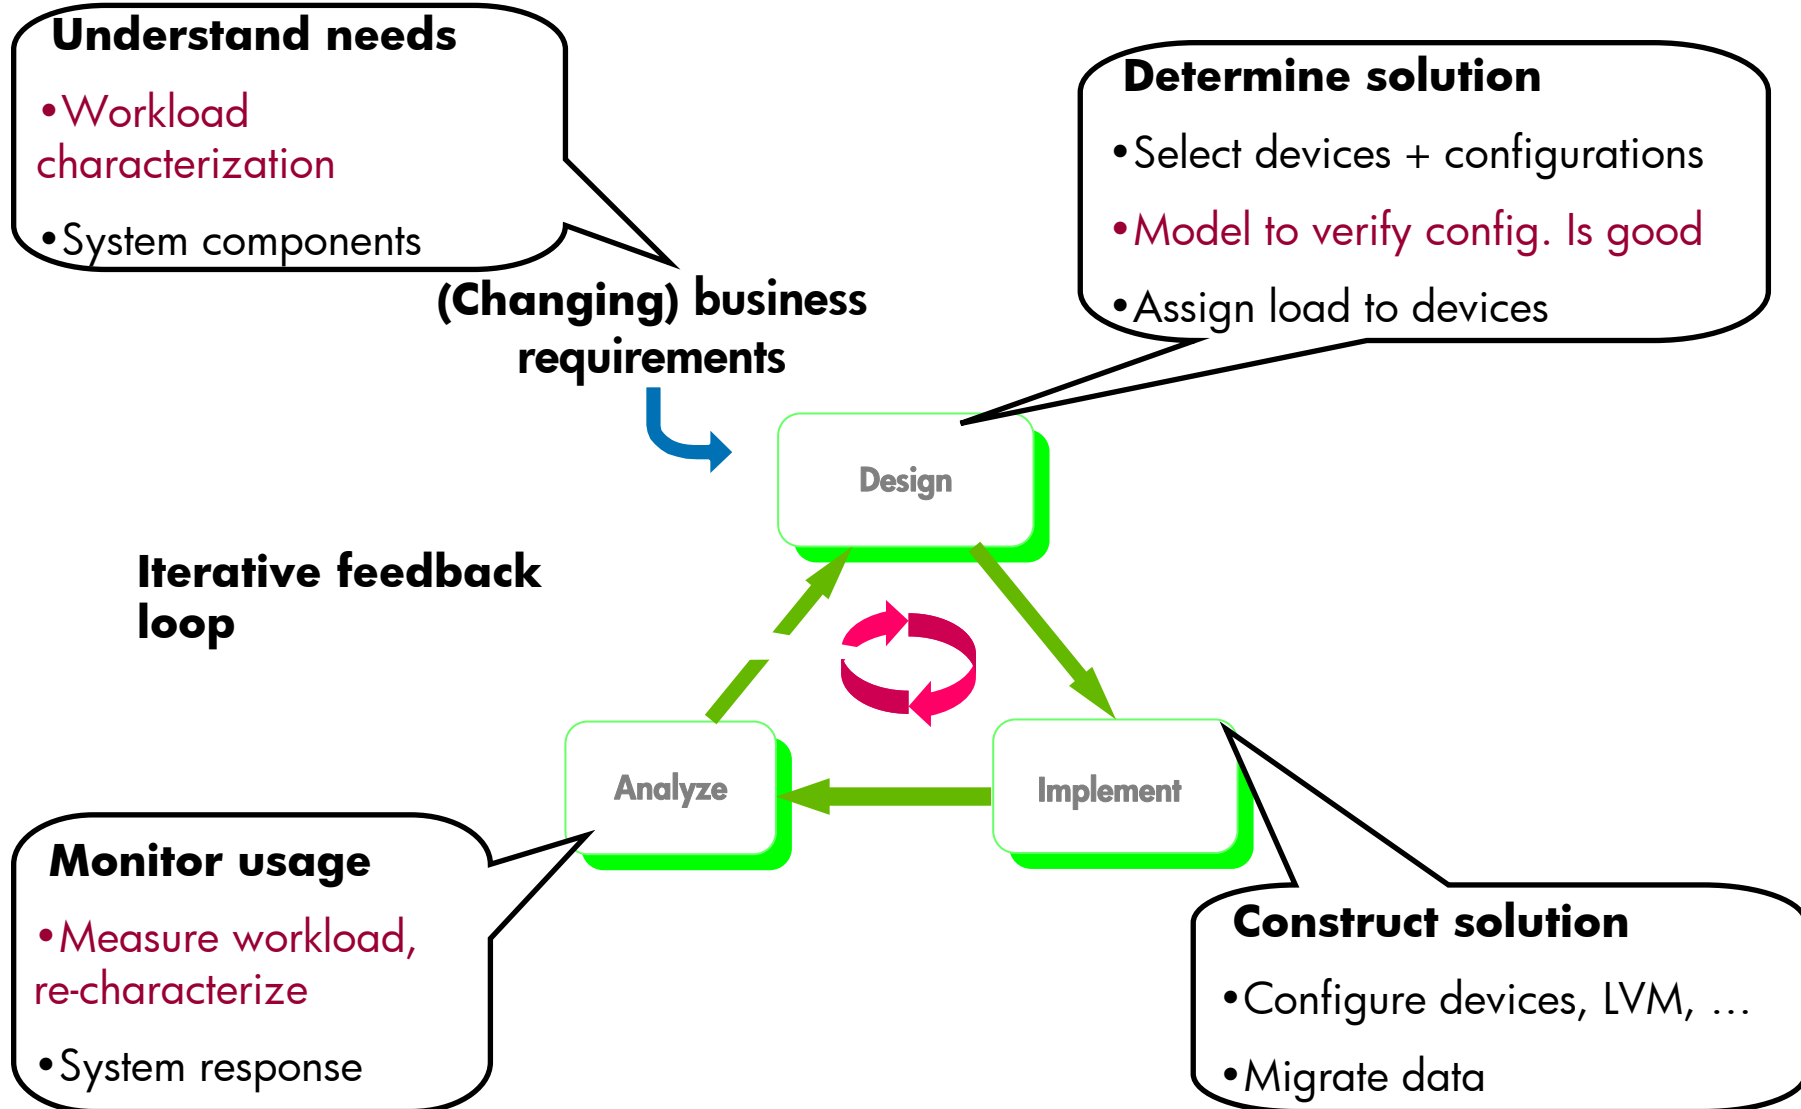 Understand needs
•Workload
characterization
•System components
Determine solution
•Select devices + configurations
•Model to verify config. Is good
•Assign load to devices
(Changing) business
requirements
Design
Iterative feedback
loop
Analyze
Implement
Monitor usage
•Measure workload,
re-characterize
•System response
Construct solution
•Configure devices, LVM, ...
•Migrate data